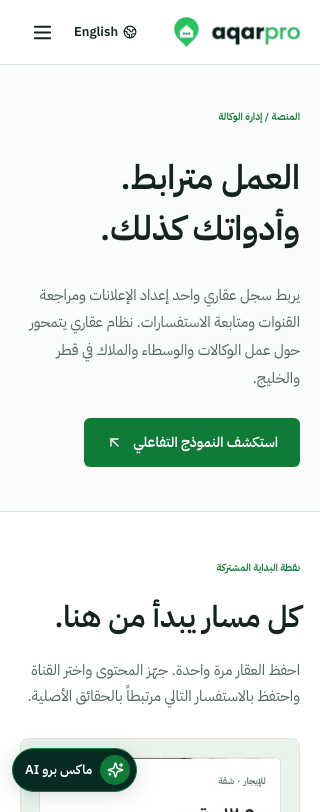 aqarpro
English
المنصة / إدارة الوكالة
العمل مترابط.
وأدواتك كذلك.
يربط سجل عقاري واحد إعداد الإعلانات ومراجعة
القنوات ومتابعة الاستفسارات. نظام عقاري يتمحور
حول عمل الوكالات والوسطاء والملاك في قطر
والخليج.
استكشف النموذج التفاعلي
نقطة البداية المشتركة
كل مسار يبدأ من هنا.
احفظ العقار مرة واحدة. جهّز المحتوى واختر القناة
واحتفظ بالاستفسار التالي مرتبطاً بالحقائق الأصلية.
للإيجار · شقة
ماكس برو AI